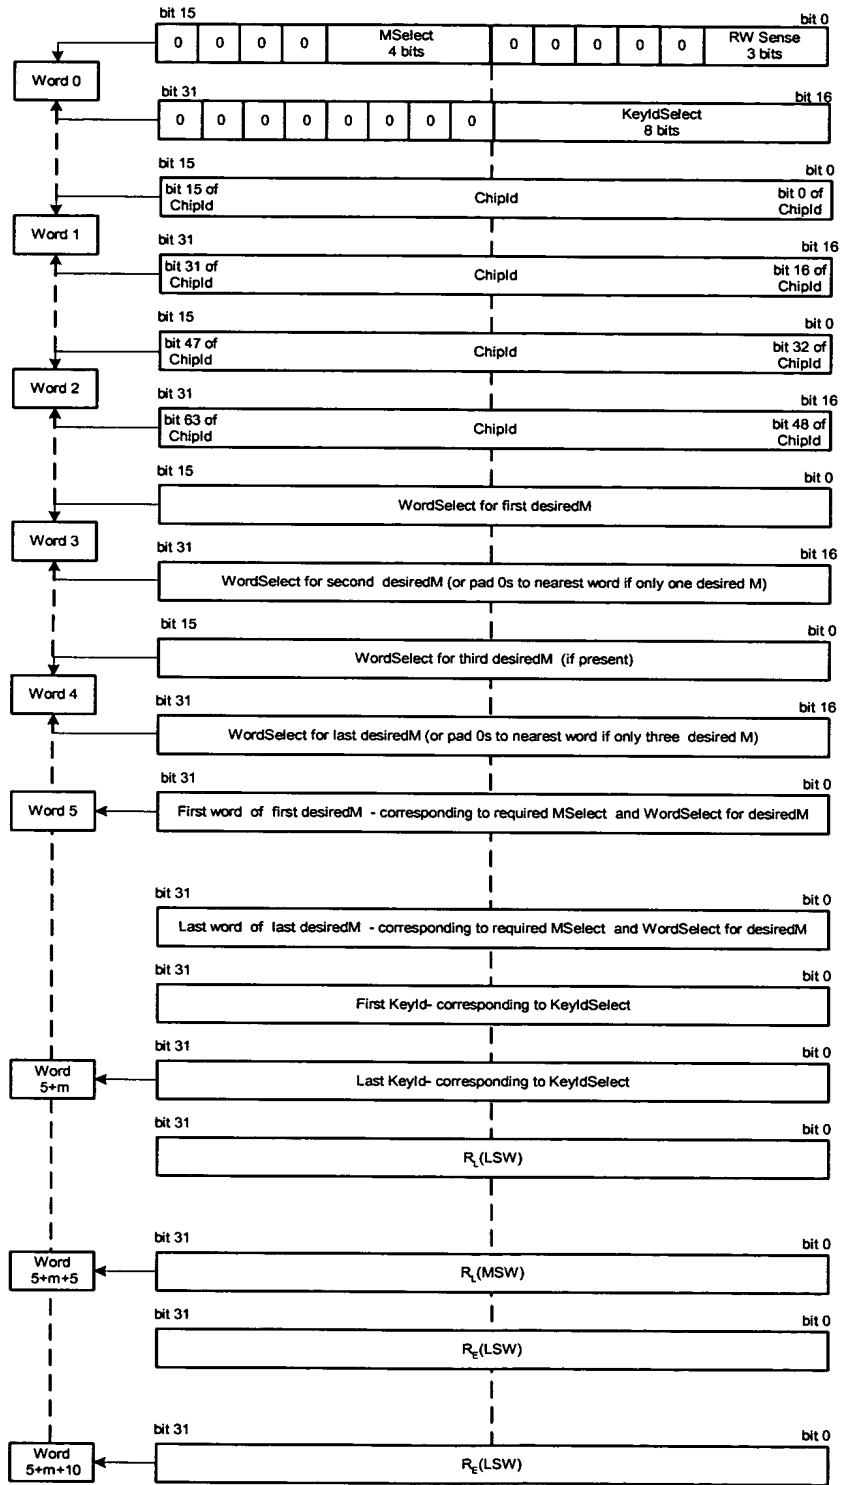 bit 15 bit 0
0 0 0 0 MSelect 4 bits 0 0 0 0 0 RW Sense 3 bits
Word 0
bit 31 bit 16
0 0 0 0 0 0 0 0 KeyIdSelect 8 bits
bit 15 bit 0
bit 15 of ChipId ChipId bit 0 of ChipId
Word 1
bit 31 bit 16
bit 31 of ChipId ChipId bit 16 of ChipId
bit 15 bit 0
bit 47 of ChipId ChipId bit 32 of ChipId
Word 2
bit 31 bit 16
bit 63 of ChipId ChipId bit 48 of ChipId
bit 15 bit 0
WordSelect for first desiredM
Word 3
bit 31 bit 16
WordSelect for second desiredM (or pad 0s to nearest word if only one desired M)
bit 15 bit 0
WordSelect for third desiredM (if present)
Word 4
bit 31 bit 16
WordSelect for last desiredM (or pad 0s to nearest word if only three desired M)
bit 31 bit 0
Word 5 First word of first desiredM - corresponding to required MSelect and WordSelect for desiredM
bit 31 bit 0
Last word of last desiredM - corresponding to required MSelect and WordSelect for desiredM
bit 31 bit 0
First KeyId- corresponding to KeyIdSelect
bit 31 bit 0
Word 5+m Last KeyId- corresponding to KeyIdSelect
bit 31 bit 0
RL(LSW)
bit 31 bit 0
Word 5+m+5 RL(MSW)
bit 31 bit 0
RE(LSW)
bit 31 bit 0
Word 5+m+10 RE(LSW)